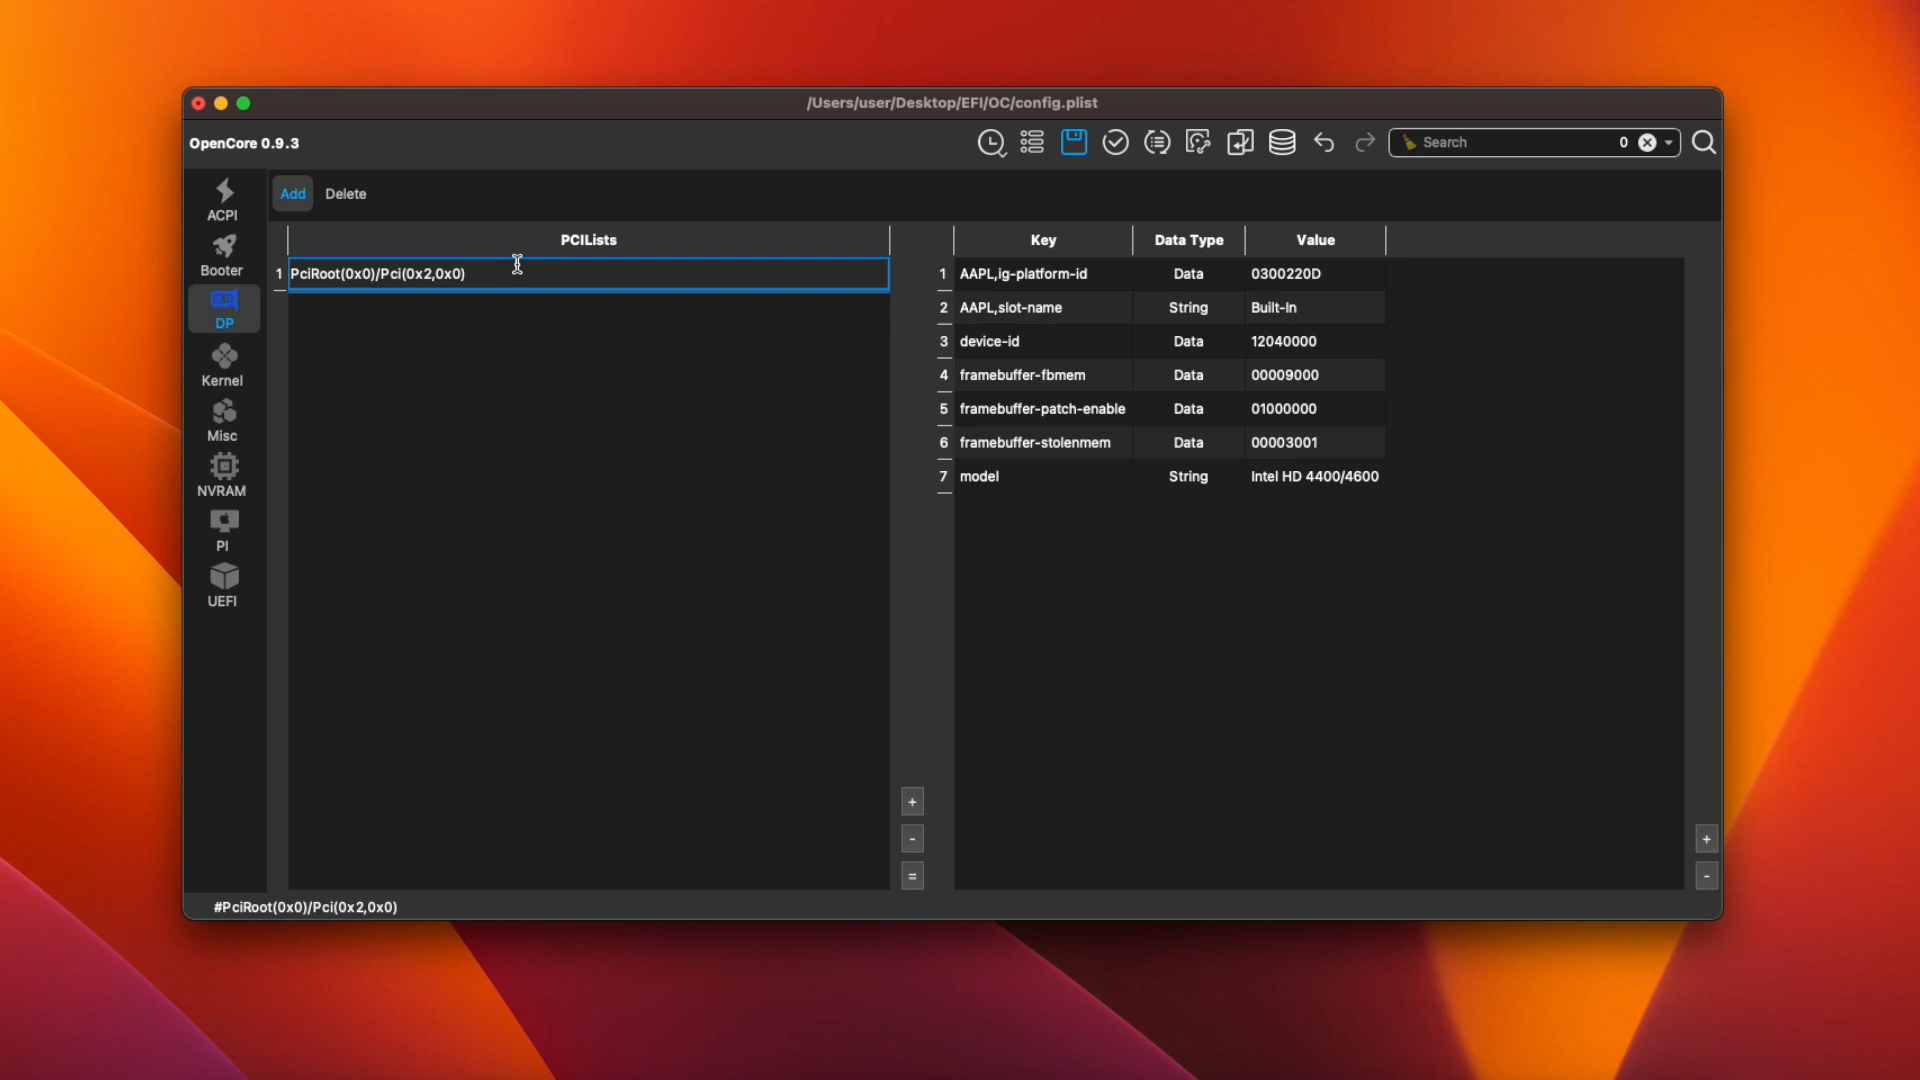 /Users/user/Desktop/EFI/OC/config.plist
OpenCore 0.9.3
Search 0
ACPI
Booter
DP
Kernel
Misc
NVRAM
PI
UEFI
Add Delete
PCILists
1 PciRoot(0x0)/Pci(0x2,0x0)
+
-
=
Key Data Type Value
1 AAPL,ig-platform-id Data 0300220D
2 AAPL,slot-name String Built-In
3 device-id Data 12040000
4 framebuffer-fbmem Data 00009000
5 framebuffer-patch-enable Data 01000000
6 framebuffer-stolenmem Data 00003001
7 model String Intel HD 4400/4600
+
-
#PciRoot(0x0)/Pci(0x2,0x0)